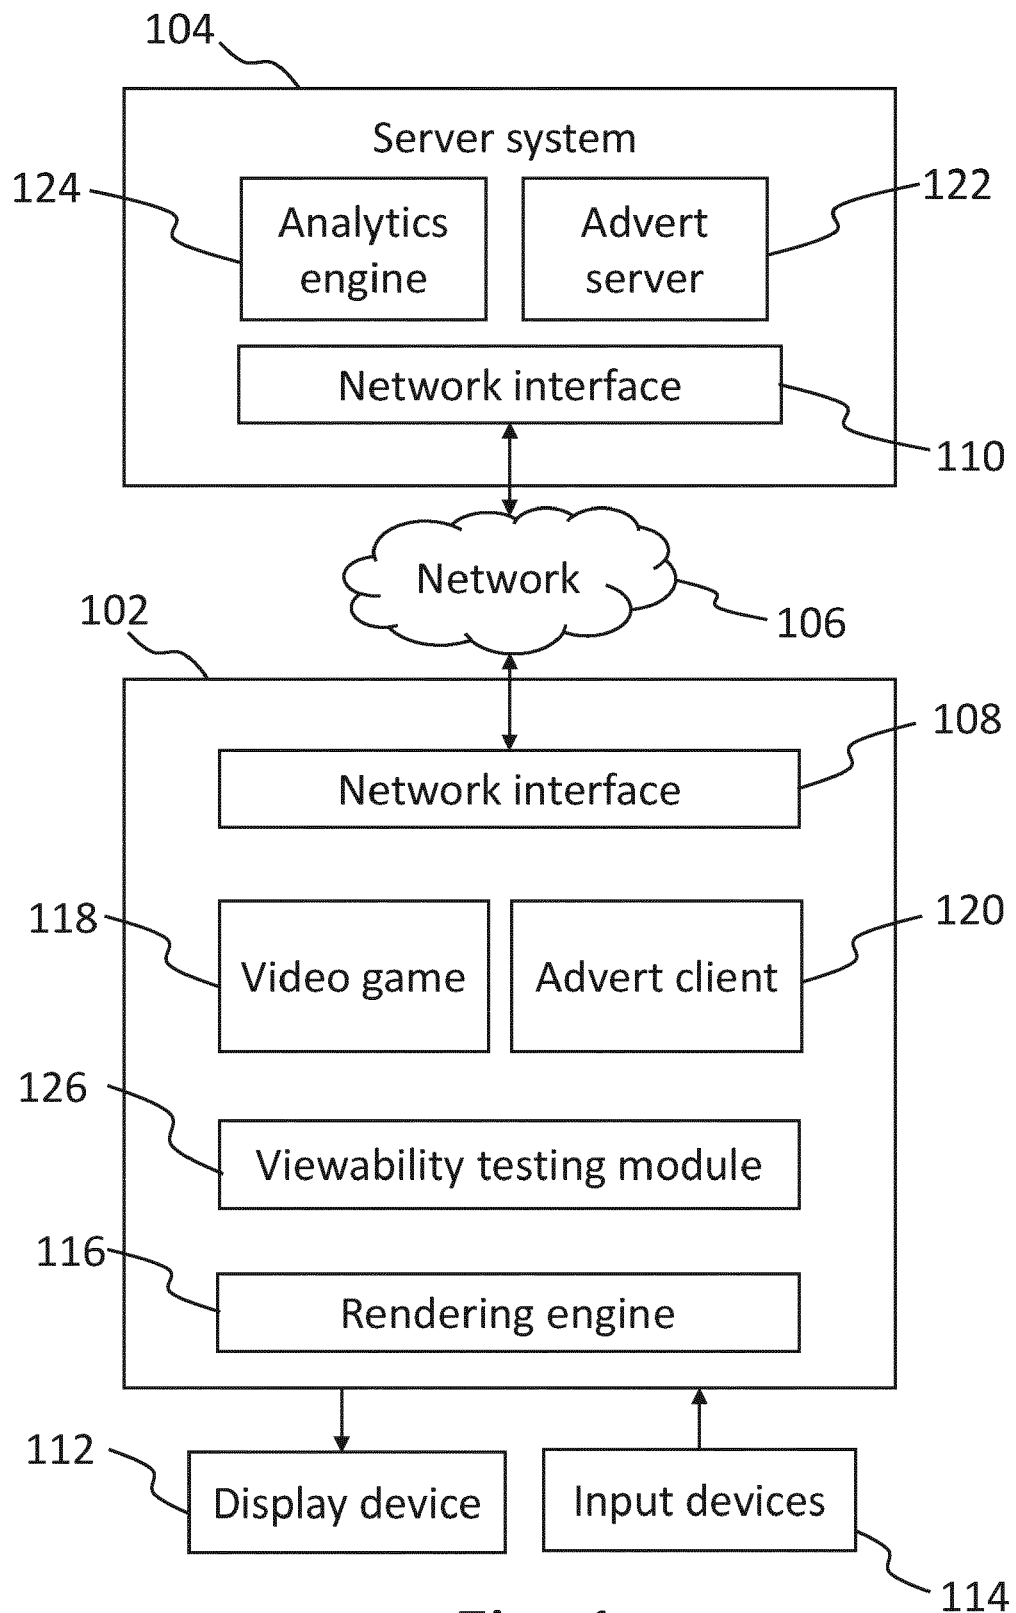 104
Server system
124
Analytics
engine
Advert
server
122
Network interface
110
Network
106
102
108
Network interface
118
Video game
Advert client
120
126
Viewability testing module
116
Rendering engine
112
Display device
Input devices
114